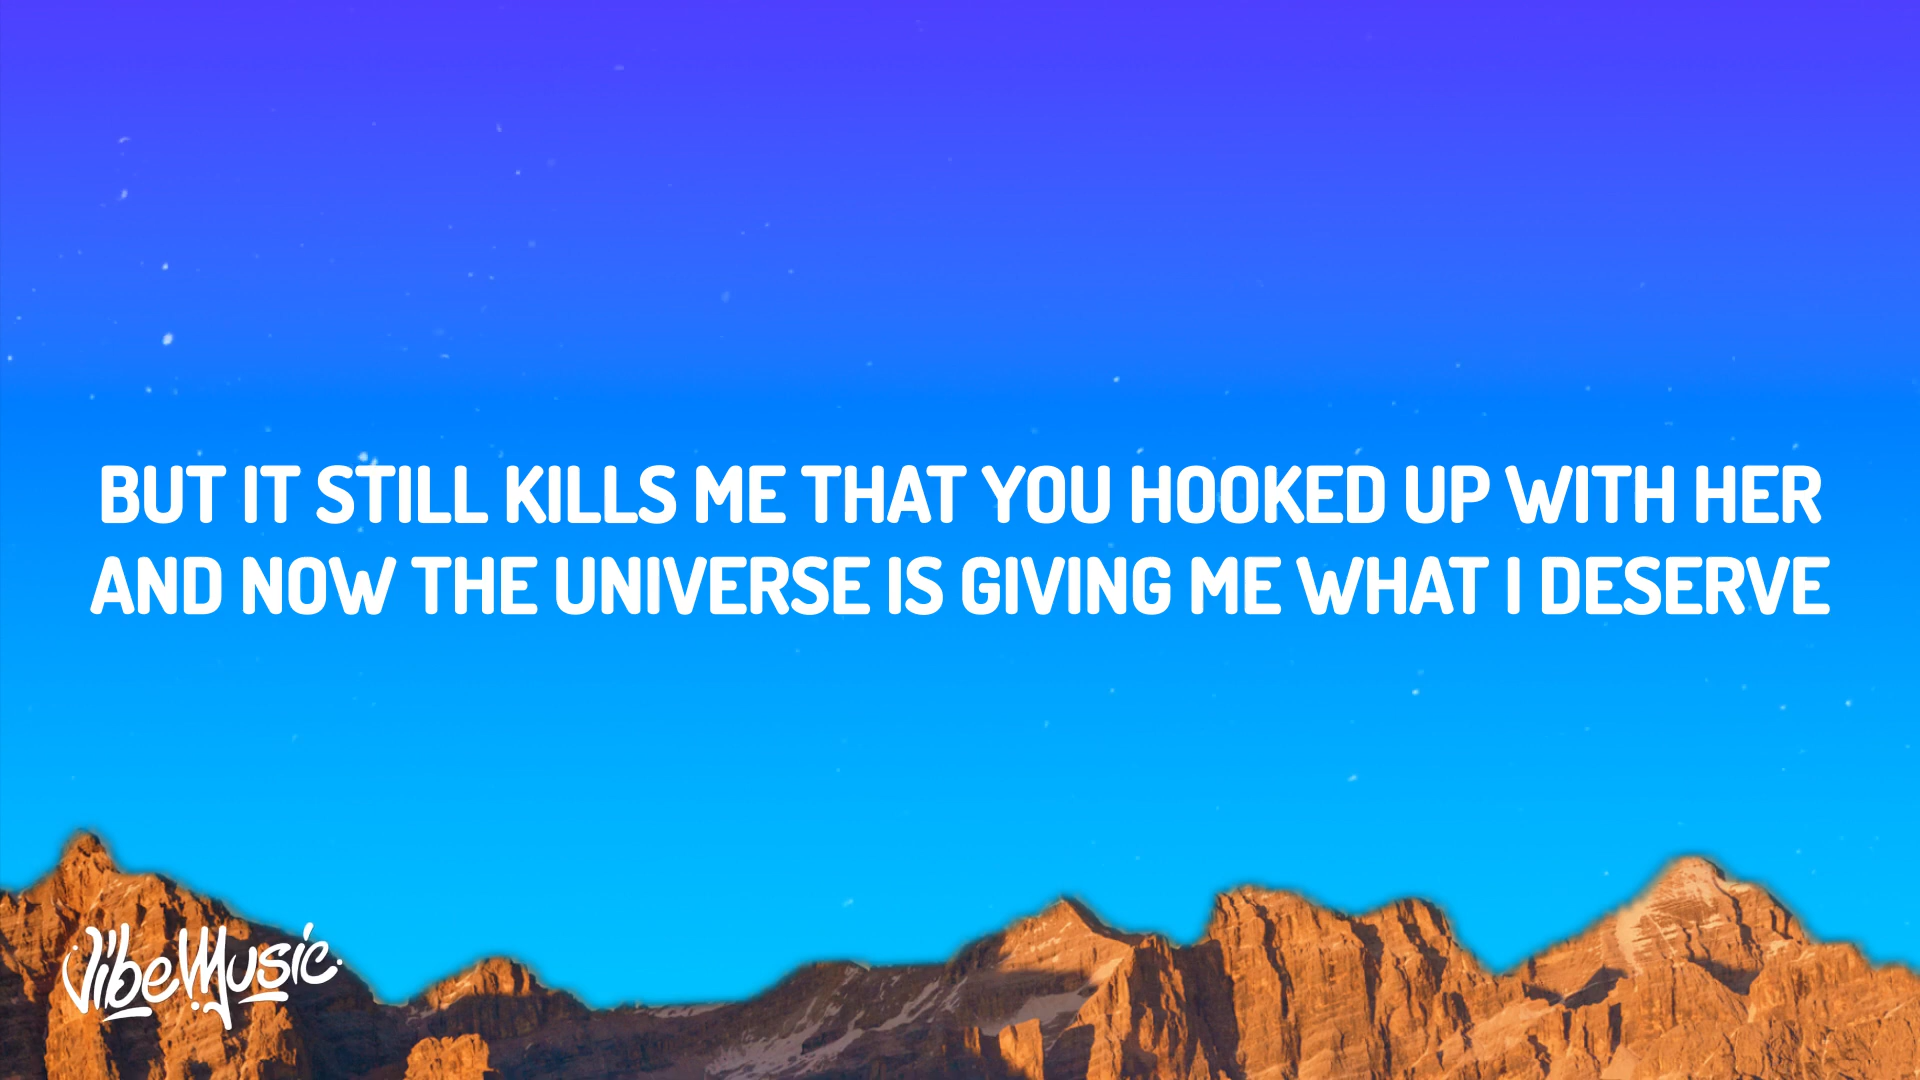 BUT IT STILL KILLS ME THAT YOU HOOKED UP WITH HER
AND NOW THE UNIVERSE IS GIVING ME WHAT I DESERVE
VibeMusic